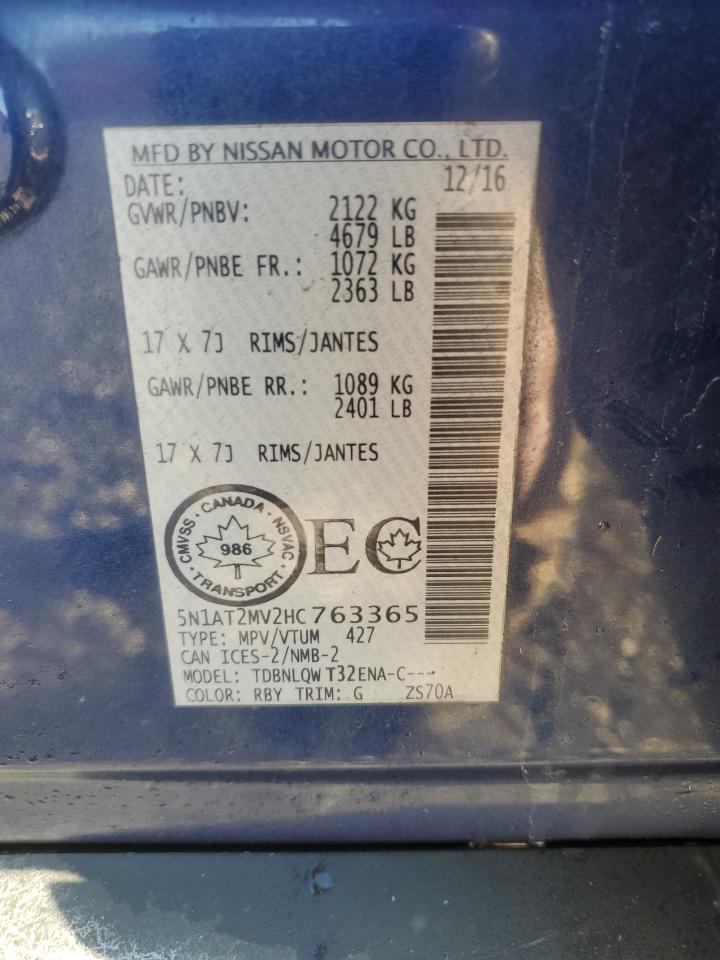 MFD BY NISSAN MOTOR CO., LTD.
DATE: 12/16
GVWR/PNBV: 2122 KG
4679 LB
GAWR/PNBE FR.: 1072 KG
2363 LB
17 X 7J RIMS/JANTES
GAWR/PNBE RR.: 1089 KG
2401 LB
17 X 7J RIMS/JANTES
CMVSS · CANADA · NSVAC
986
· TRANSPORT ·
EC
5N1AT2MV2HC763365
TYPE: MPV/VTUM 427
CAN ICES-2/NMB-2
MODEL: TDBNLQW T32ENA-C---
COLOR: RBY TRIM: G ZS70A